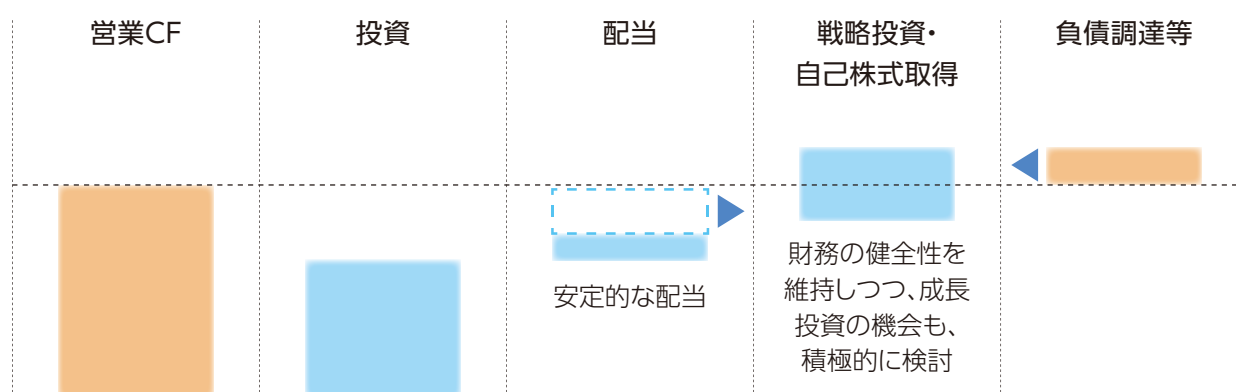 営業CF
投資
配当
戦略投資・
自己株式取得
負債調達等
安定的な配当
財務の健全性を
維持しつつ、成長
投資の機会も、
積極的に検討